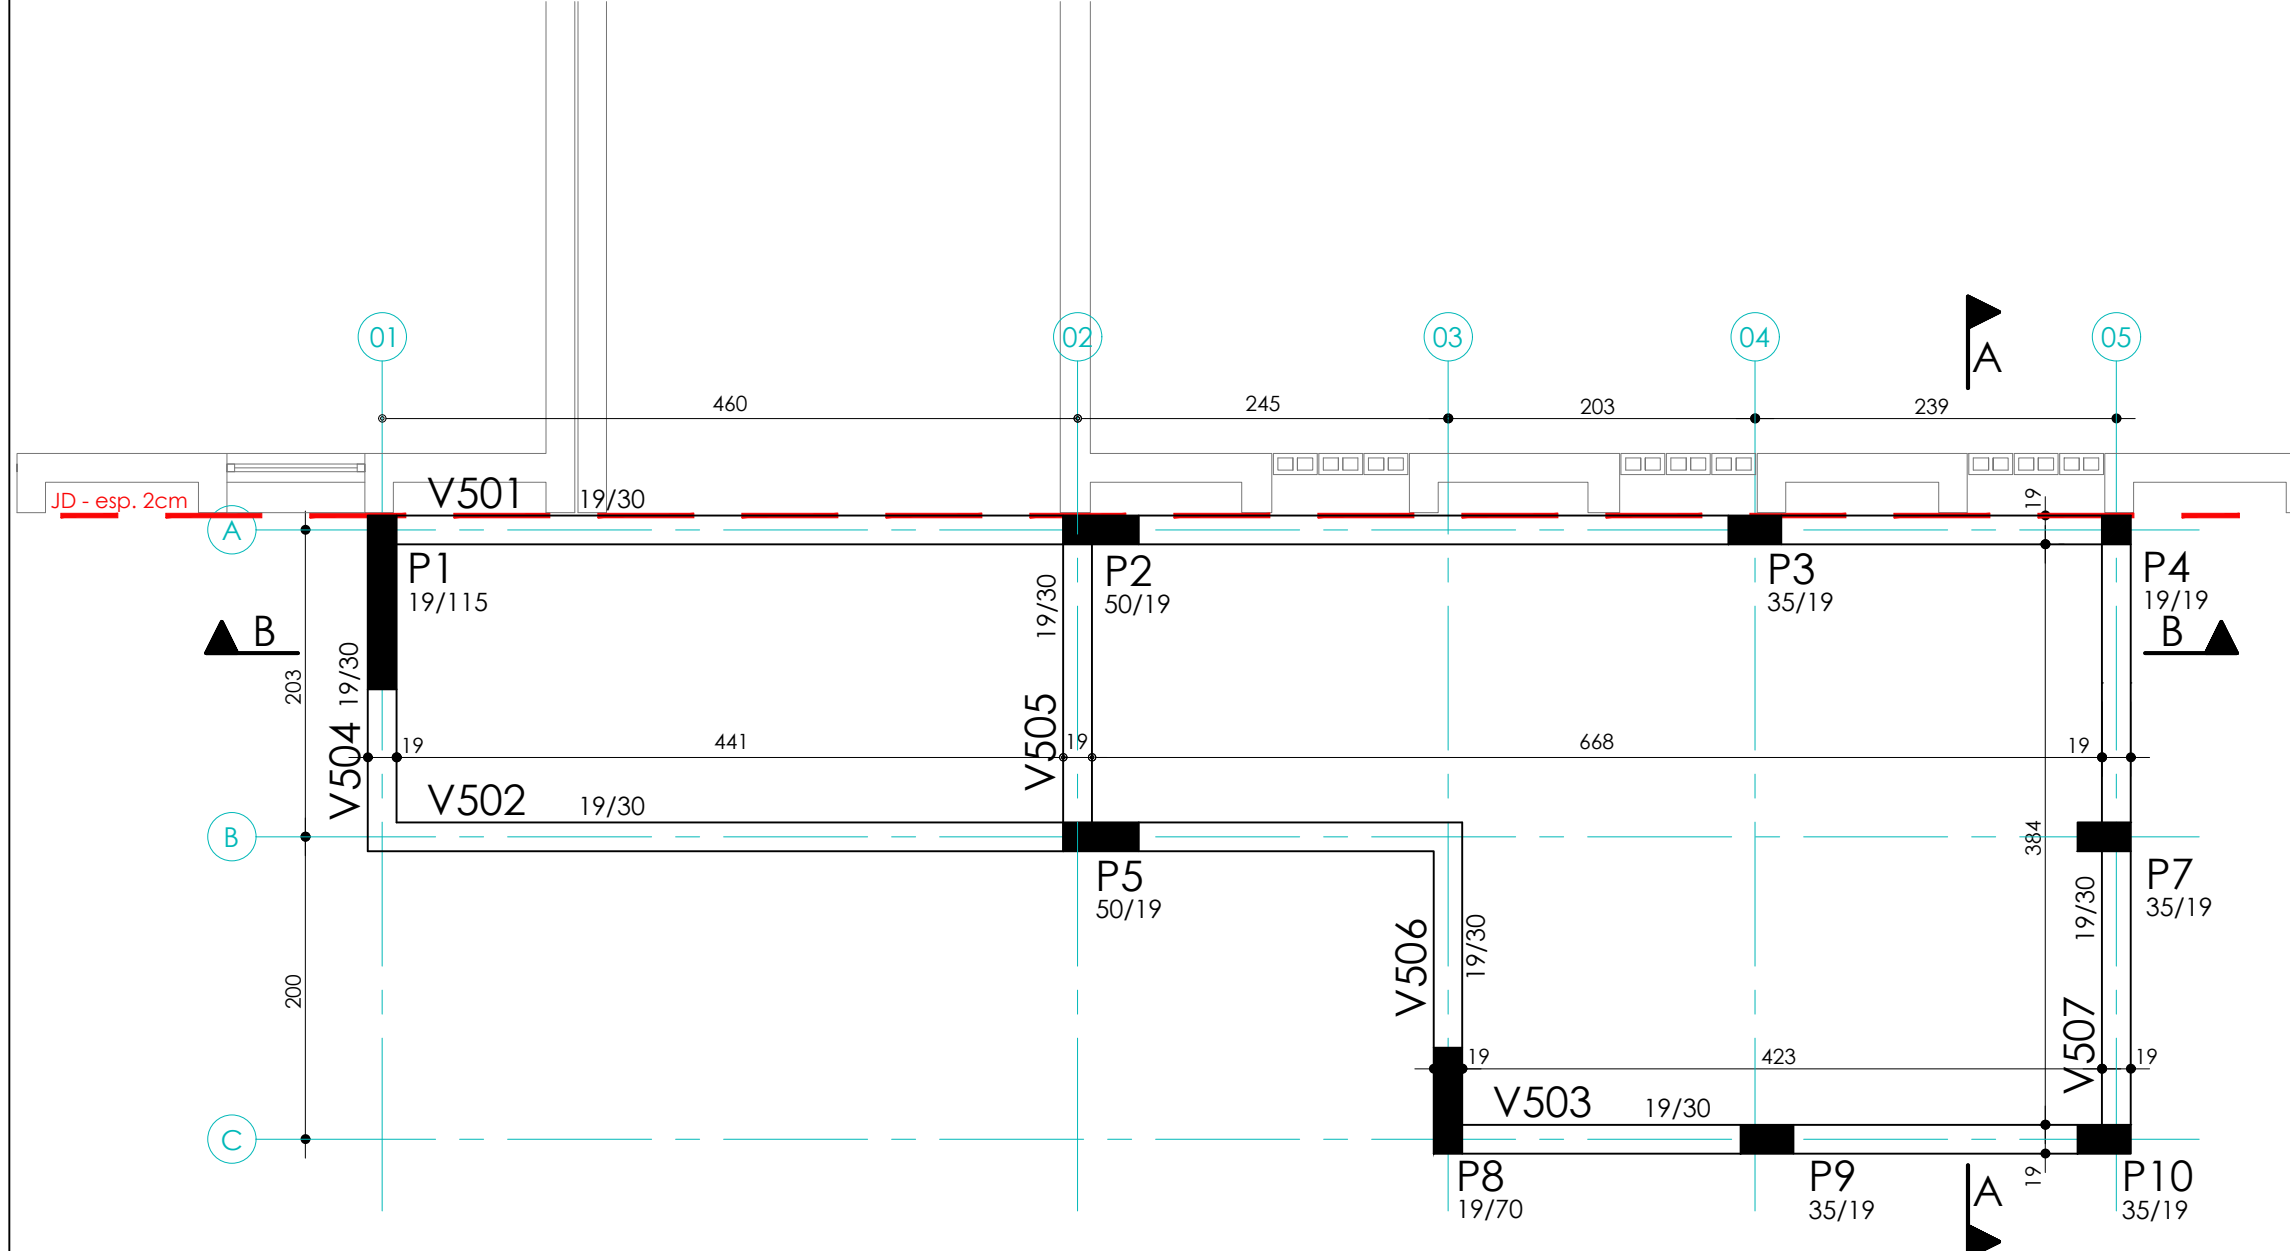 01
02
03
04
05
A
460
245
203
239
V501
19/30
JD - esp. 2cm
19
A
P1
19/115
19/30
P2
50/19
P3
35/19
P4
19/19
B
B
203
19/30
V504
19
441
V505
19
668
19
V502
19/30
B
384
P5
50/19
P7
35/19
19/30
V506
19/30
200
V507
19
423
19
V503
19/30
C
P8
19/70
P9
35/19
19
A
P10
35/19